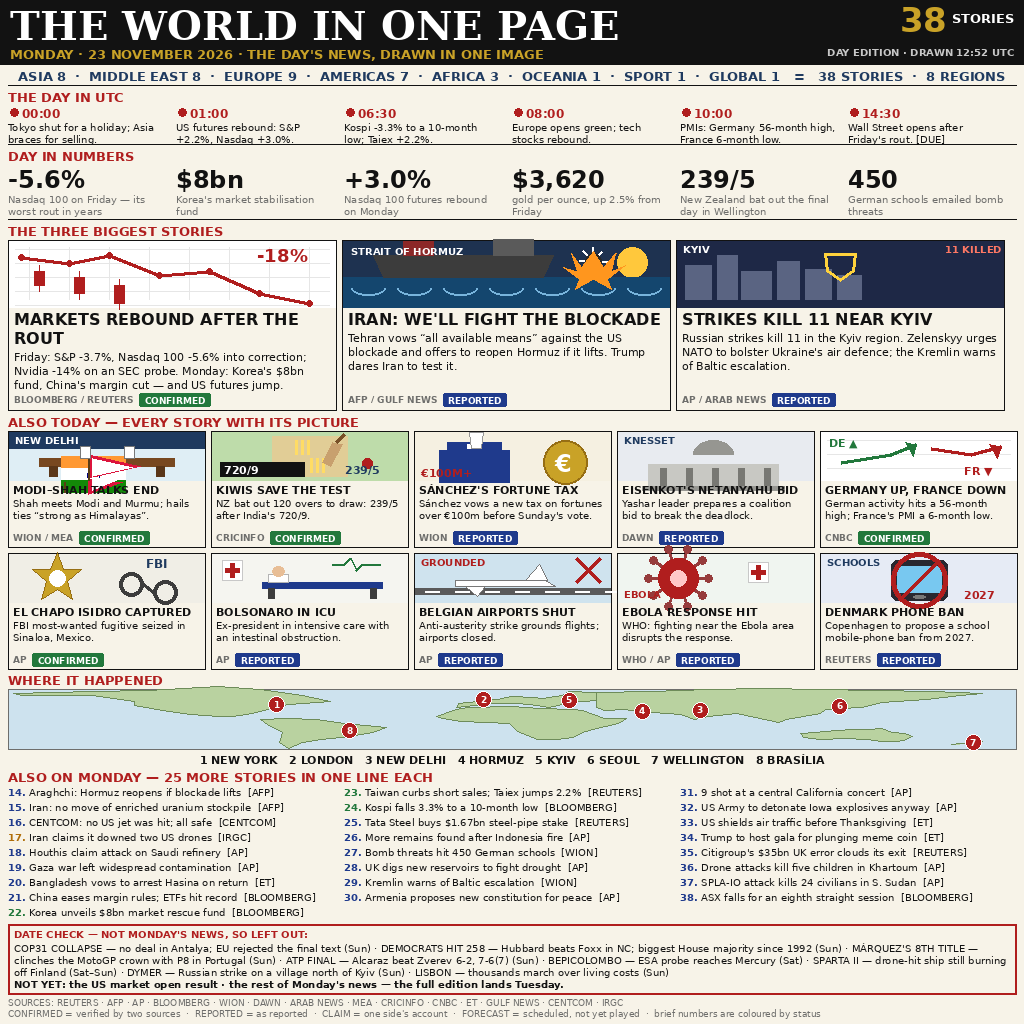 THE WORLD IN ONE PAGE
38 STORIES
MONDAY · 23 NOVEMBER 2026 · THE DAY'S NEWS, DRAWN IN ONE IMAGE
DAY EDITION · DRAWN 12:52 UTC
ASIA 8 · MIDDLE EAST 8 · EUROPE 9 · AMERICAS 7 · AFRICA 3 · OCEANIA 1 · SPORT 1 · GLOBAL 1 = 38 STORIES · 8 REGIONS
THE DAY IN UTC
00:00
Tokyo shut for a holiday; Asia
braces for selling.
01:00
US futures rebound: S&P
+2.2%, Nasdaq +3.0%.
06:30
Kospi -3.3% to a 10-month
low; Taiex +2.2%.
08:00
Europe opens green; tech
stocks rebound.
10:00
PMIs: Germany 56-month high,
France 6-month low.
14:30
Wall Street opens after
Friday's rout. [DUE]
DAY IN NUMBERS
-5.6%
Nasdaq 100 on Friday — its
worst rout in years
$8bn
Korea's market stabilisation
fund
+3.0%
Nasdaq 100 futures rebound
on Monday
$3,620
gold per ounce, up 2.5% from
Friday
239/5
New Zealand bat out the final
day in Wellington
450
German schools emailed bomb
threats
THE THREE BIGGEST STORIES
-18%
MARKETS REBOUND AFTER THE
ROUT
Friday: S&P -3.7%, Nasdaq 100 -5.6% into correction;
Nvidia -14% on an SEC probe. Monday: Korea's $8bn
fund, China's margin cut — and US futures jump.
BLOOMBERG / REUTERS CONFIRMED
STRAIT OF HORMUZ
IRAN: WE'LL FIGHT THE BLOCKADE
Tehran vows “all available means” against the US
blockade and offers to reopen Hormuz if it lifts. Trump
dares Iran to test it.
AFP / GULF NEWS REPORTED
KYIV
11 KILLED
STRIKES KILL 11 NEAR KYIV
Russian strikes kill 11 in the Kyiv region. Zelenskyy urges
NATO to bolster Ukraine's air defence; the Kremlin warns
of Baltic escalation.
AP / ARAB NEWS REPORTED
ALSO TODAY — EVERY STORY WITH ITS PICTURE
NEW DELHI
MODI–SHAH TALKS END
Shah meets Modi and Murmu; hails
ties “strong as Himalayas”.
WION / MEA CONFIRMED
720/9
239/5
KIWIS SAVE THE TEST
NZ bat out 120 overs to draw: 239/5
after India's 720/9.
CRICINFO CONFIRMED
€100M+
€
SÁNCHEZ'S FORTUNE TAX
Sánchez vows a new tax on fortunes
over €100m before Sunday's vote.
WION REPORTED
KNESSET
EISENKOT'S NETANYAHU BID
Yashar leader prepares a coalition
bid to break the deadlock.
DAWN REPORTED
DE ▲
FR ▼
GERMANY UP, FRANCE DOWN
German activity hits a 56-month
high; France's PMI a 6-month low.
CNBC CONFIRMED
FBI
EL CHAPO ISIDRO CAPTURED
FBI most-wanted fugitive seized in
Sinaloa, Mexico.
AP CONFIRMED
BOLSONARO IN ICU
Ex-president in intensive care with
an intestinal obstruction.
AP REPORTED
GROUNDED
BELGIAN AIRPORTS SHUT
Anti-austerity strike grounds flights;
airports closed.
AP REPORTED
EBOLA
EBOLA RESPONSE HIT
WHO: fighting near the Ebola area
disrupts the response.
WHO / AP REPORTED
SCHOOLS
2027
DENMARK PHONE BAN
Copenhagen to propose a school
mobile-phone ban from 2027.
REUTERS REPORTED
WHERE IT HAPPENED
1
2
3
4
5
6
7
8
1 NEW YORK 2 LONDON 3 NEW DELHI 4 HORMUZ 5 KYIV 6 SEOUL 7 WELLINGTON 8 BRASÍLIA
ALSO ON MONDAY — 25 MORE STORIES IN ONE LINE EACH
14. Araghchi: Hormuz reopens if blockade lifts [AFP]
15. Iran: no move of enriched uranium stockpile [AFP]
16. CENTCOM: no US jet was hit; all safe [CENTCOM]
17. Iran claims it downed two US drones [IRGC]
18. Houthis claim attack on Saudi refinery [AP]
19. Gaza war left widespread contamination [AP]
20. Bangladesh vows to arrest Hasina on return [ET]
21. China eases margin rules; ETFs hit record [BLOOMBERG]
22. Korea unveils $8bn market rescue fund [BLOOMBERG]
23. Taiwan curbs short sales; Taiex jumps 2.2% [REUTERS]
24. Kospi falls 3.3% to a 10-month low [BLOOMBERG]
25. Tata Steel buys $1.67bn steel-pipe stake [REUTERS]
26. More remains found after Indonesia fire [AP]
27. Bomb threats hit 450 German schools [WION]
28. UK digs new reservoirs to fight drought [AP]
29. Kremlin warns of Baltic escalation [WION]
30. Armenia proposes new constitution for peace [AP]
31. 9 shot at a central California concert [AP]
32. US Army to detonate Iowa explosives anyway [AP]
33. US shields air traffic before Thanksgiving [ET]
34. Trump to host gala for plunging meme coin [ET]
35. Citigroup's $35bn UK error clouds its exit [REUTERS]
36. Drone attacks kill five children in Khartoum [AP]
37. SPLA-IO attack kills 24 civilians in S. Sudan [AP]
38. ASX falls for an eighth straight session [BLOOMBERG]
DATE CHECK — NOT MONDAY'S NEWS, SO LEFT OUT:
COP31 COLLAPSE — no deal in Antalya; EU rejected the final text (Sun) · DEMOCRATS HIT 258 — Hubbard beats Foxx in NC; biggest House majority since 1992 (Sun) · MÁRQUEZ'S 8TH TITLE —
clinches the MotoGP crown with P8 in Portugal (Sun) · ATP FINAL — Alcaraz beat Zverev 6-2, 7-6(7) (Sun) · BEPICOLOMBO — ESA probe reaches Mercury (Sat) · SPARTA II — drone-hit ship still burning
off Finland (Sat–Sun) · DYMER — Russian strike on a village north of Kyiv (Sun) · LISBON — thousands march over living costs (Sun)
NOT YET: the US market open result · the rest of Monday's news — the full edition lands Tuesday.
SOURCES: REUTERS · AFP · AP · BLOOMBERG · WION · DAWN · ARAB NEWS · MEA · CRICINFO · CNBC · ET · GULF NEWS · CENTCOM · IRGC
CONFIRMED = verified by two sources · REPORTED = as reported · CLAIM = one side's account · FORECAST = scheduled, not yet played · brief numbers are coloured by status